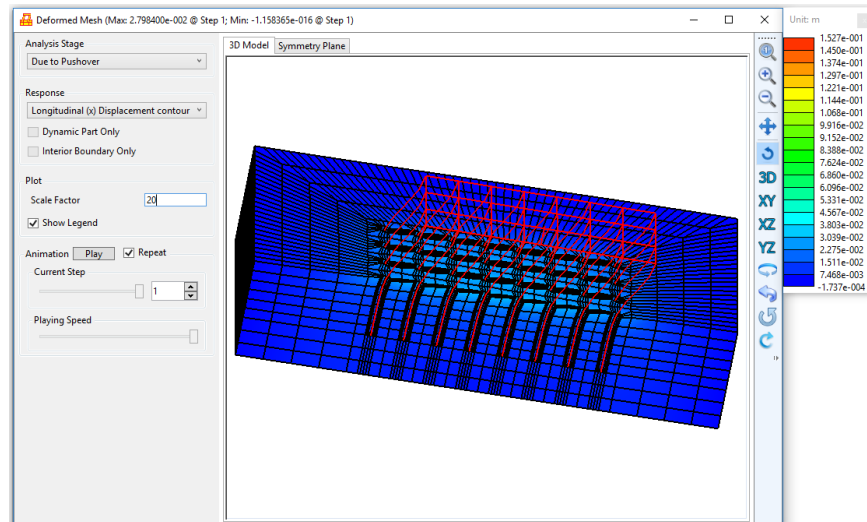 Deformed Mesh (Max: 2.798400e-002 @ Step 1; Min: -1.158365e-016 @ Step 1)
Analysis Stage
Due to Pushover
Response
Longitudinal (x) Displacement contour
Dynamic Part Only
Interior Boundary Only
Plot
Scale Factor 20
Show Legend
Animation Play Repeat
Current Step
1
Playing Speed
3D Model Symmetry Plane
3D
XY
XZ
YZ
Unit: m
1.527e-001
1.450e-001
1.374e-001
1.297e-001
1.221e-001
1.144e-001
1.068e-001
9.916e-002
9.152e-002
8.388e-002
7.624e-002
6.860e-002
6.096e-002
5.331e-002
4.567e-002
3.803e-002
3.039e-002
2.275e-002
1.511e-002
7.468e-003
-1.737e-004